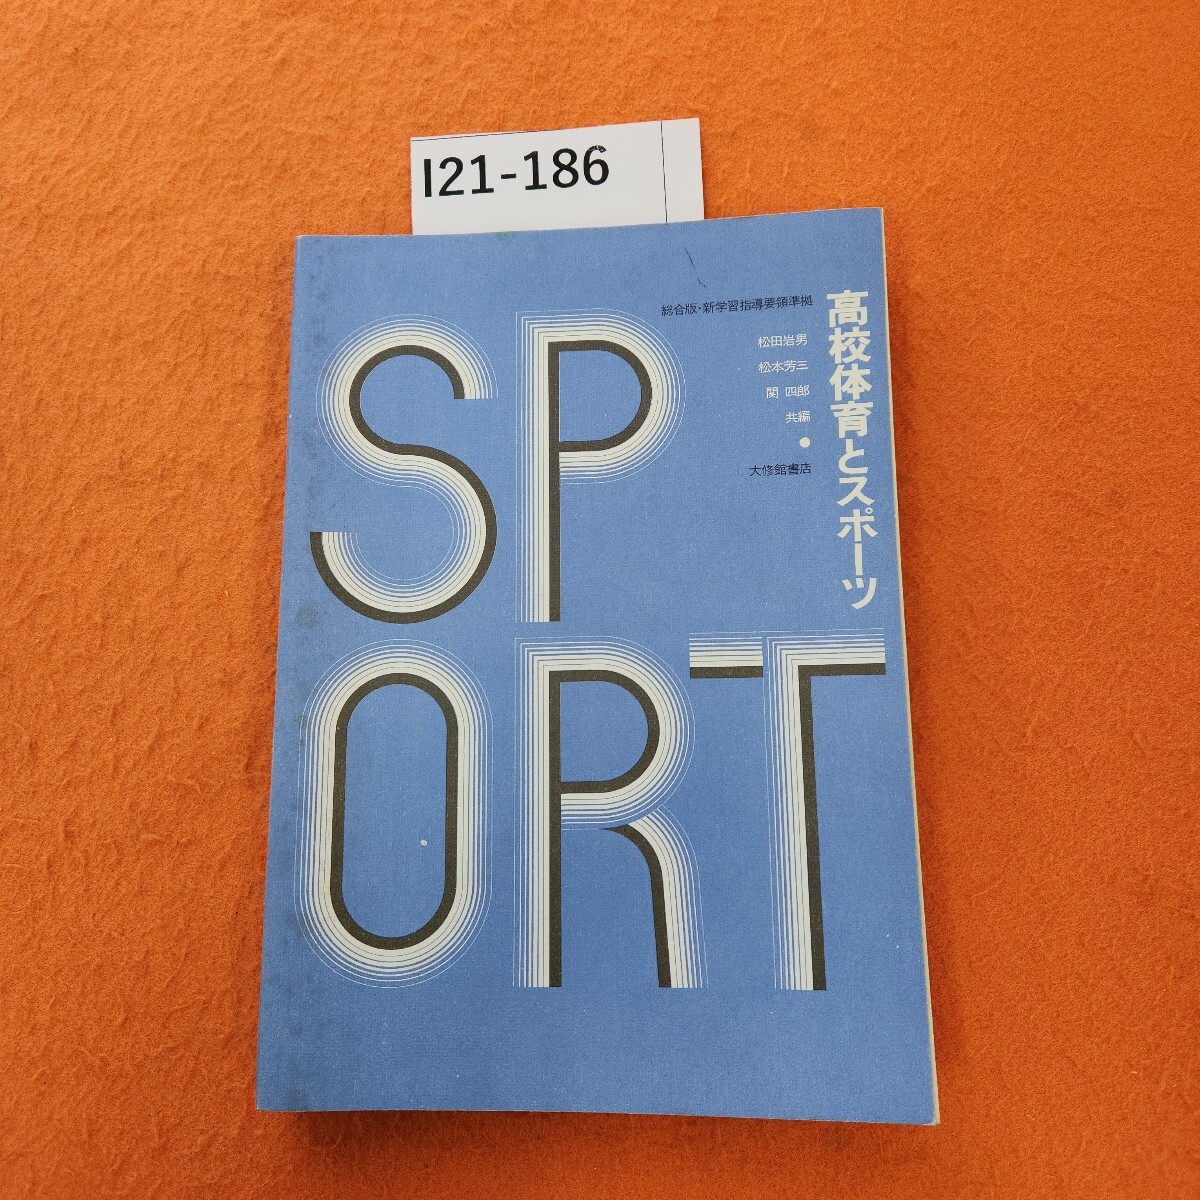 I21-186
総合版・新学習指導要領準拠
松田岩男
松本芳三
関 四郎
共編
大修館書店
高校体育とスポーツ
SP
ORT